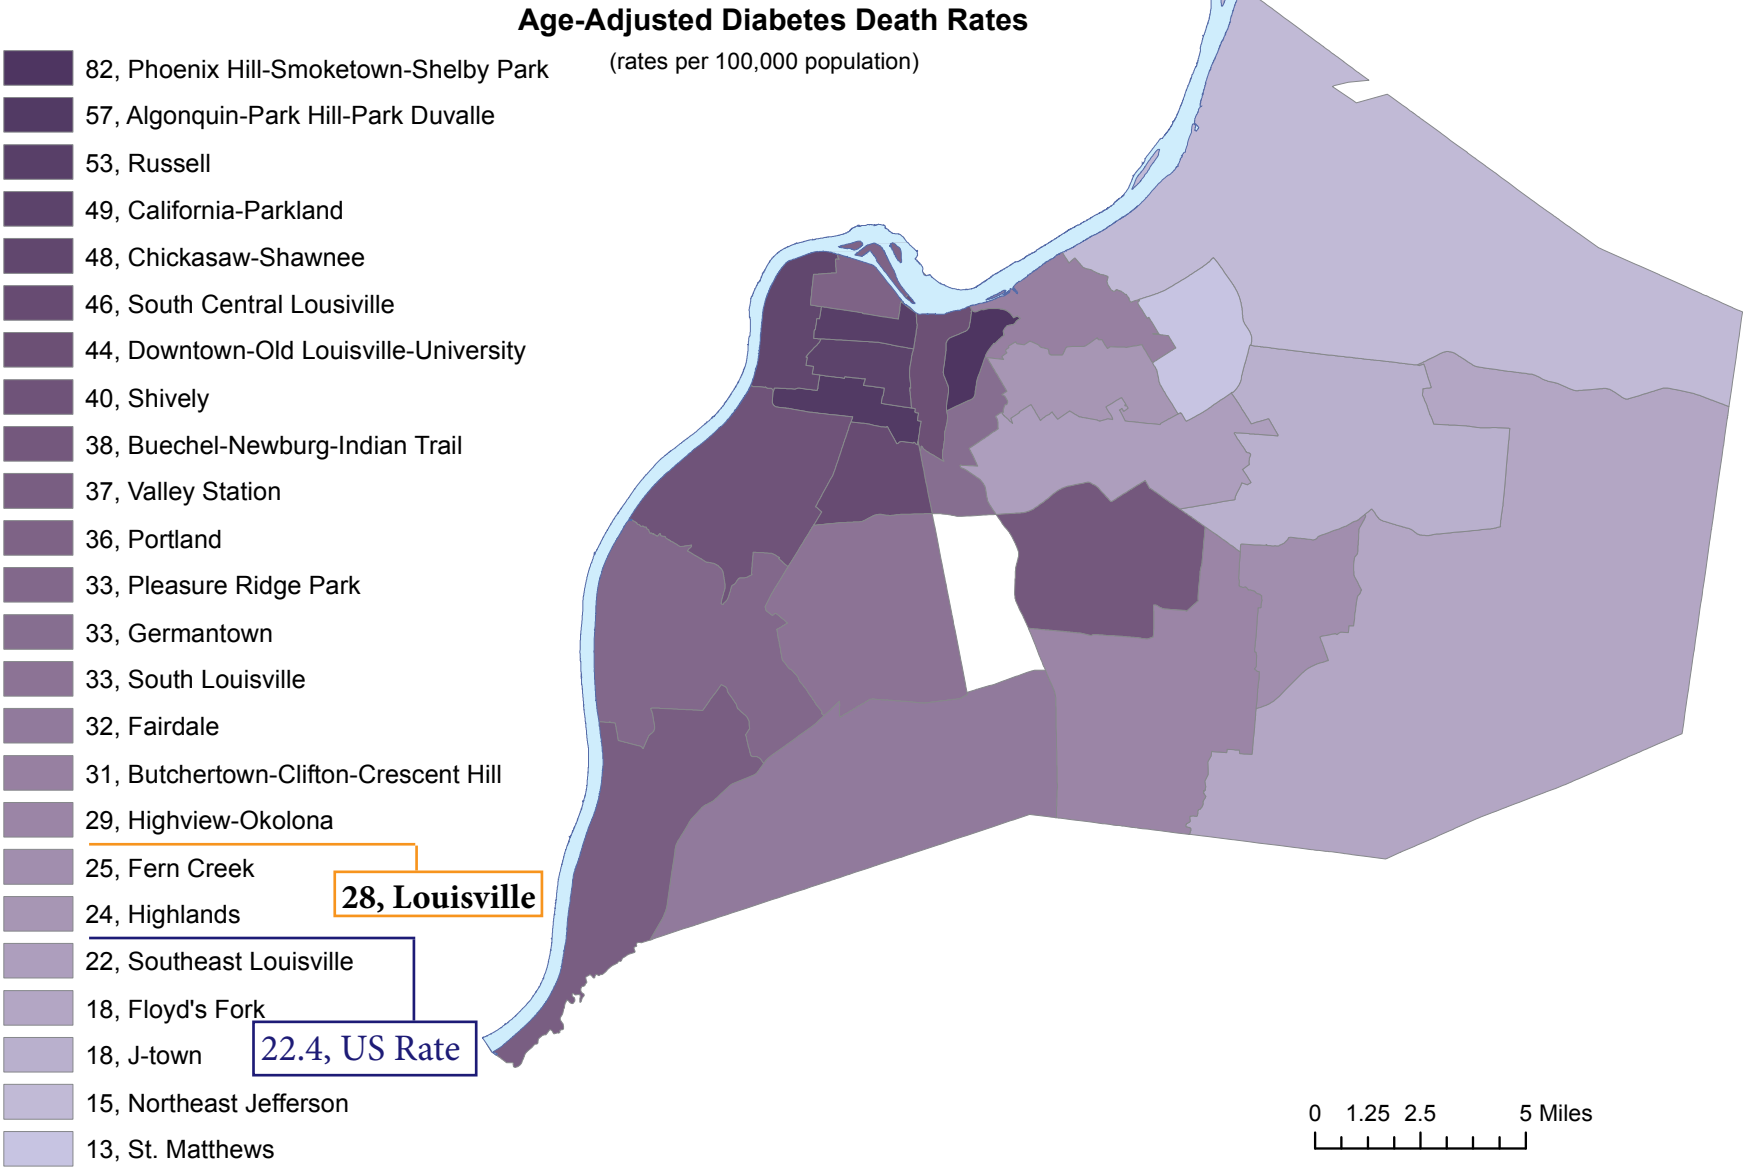 Age-Adjusted Diabetes Death Rates
(rates per 100,000 population)
82, Phoenix Hill-Smoketown-Shelby Park
57, Algonquin-Park Hill-Park Duvalle
53, Russell
49, California-Parkland
48, Chickasaw-Shawnee
46, South Central Lousiville
44, Downtown-Old Louisville-University
40, Shively
38, Buechel-Newburg-Indian Trail
37, Valley Station
36, Portland
33, Pleasure Ridge Park
33, Germantown
33, South Louisville
32, Fairdale
31, Butchertown-Clifton-Crescent Hill
29, Highview-Okolona
25, Fern Creek
28, Louisville
24, Highlands
22, Southeast Louisville
18, Floyd's Fork
22.4, US Rate
18, J-town
15, Northeast Jefferson
13, St. Matthews
0 1.25 2.5 5 Miles